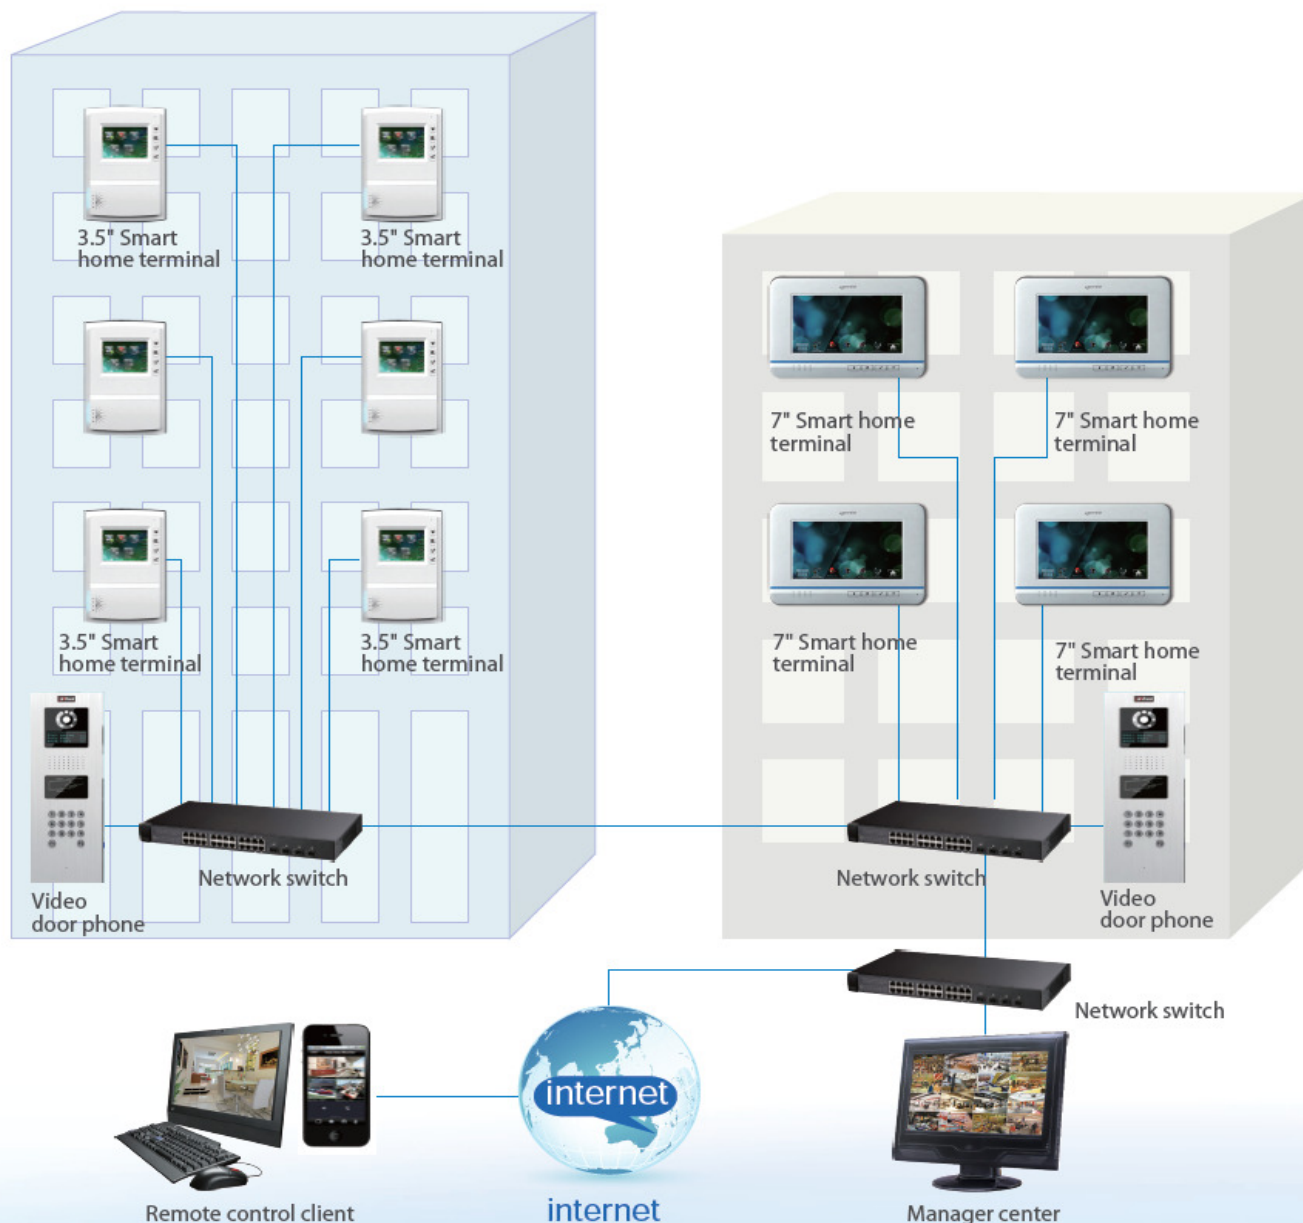 3.5" Smart
home terminal
3.5" Smart
home terminal
7" Smart home
terminal
7" Smart home
terminal
3.5" Smart
home terminal
3.5" Smart
home terminal
7" Smart home
terminal
7" Smart home
terminal
Network switch
Video
door phone
Network switch
Video
door phone
Network switch
internet
Remote control client
internet
Manager center